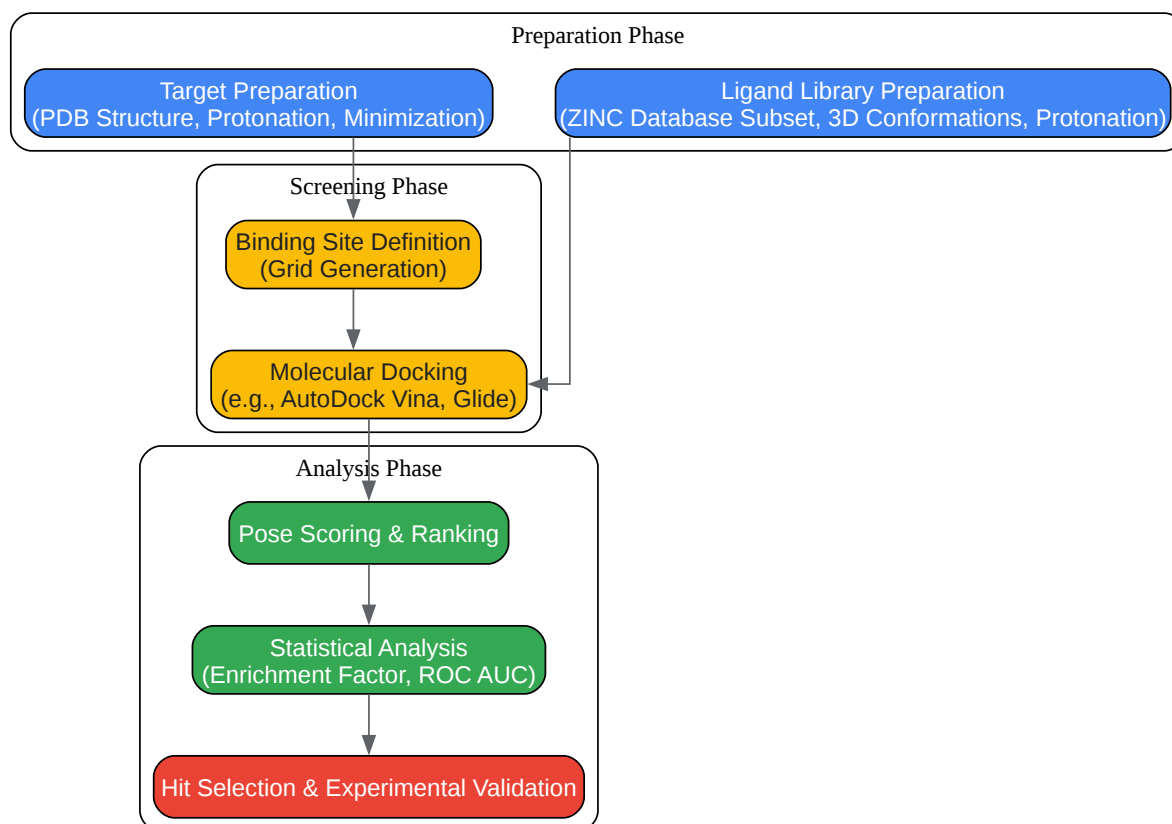 Preparation Phase
Target Preparation
(PDB Structure, Protonation, Minimization)
Ligand Library Preparation
(ZINC Database Subset, 3D Conformations, Protonation)
Screening Phase
Binding Site Definition
(Grid Generation)
Molecular Docking
(e.g., AutoDock Vina, Glide)
Analysis Phase
Pose Scoring & Ranking
Statistical Analysis
(Enrichment Factor, ROC AUC)
Hit Selection & Experimental Validation